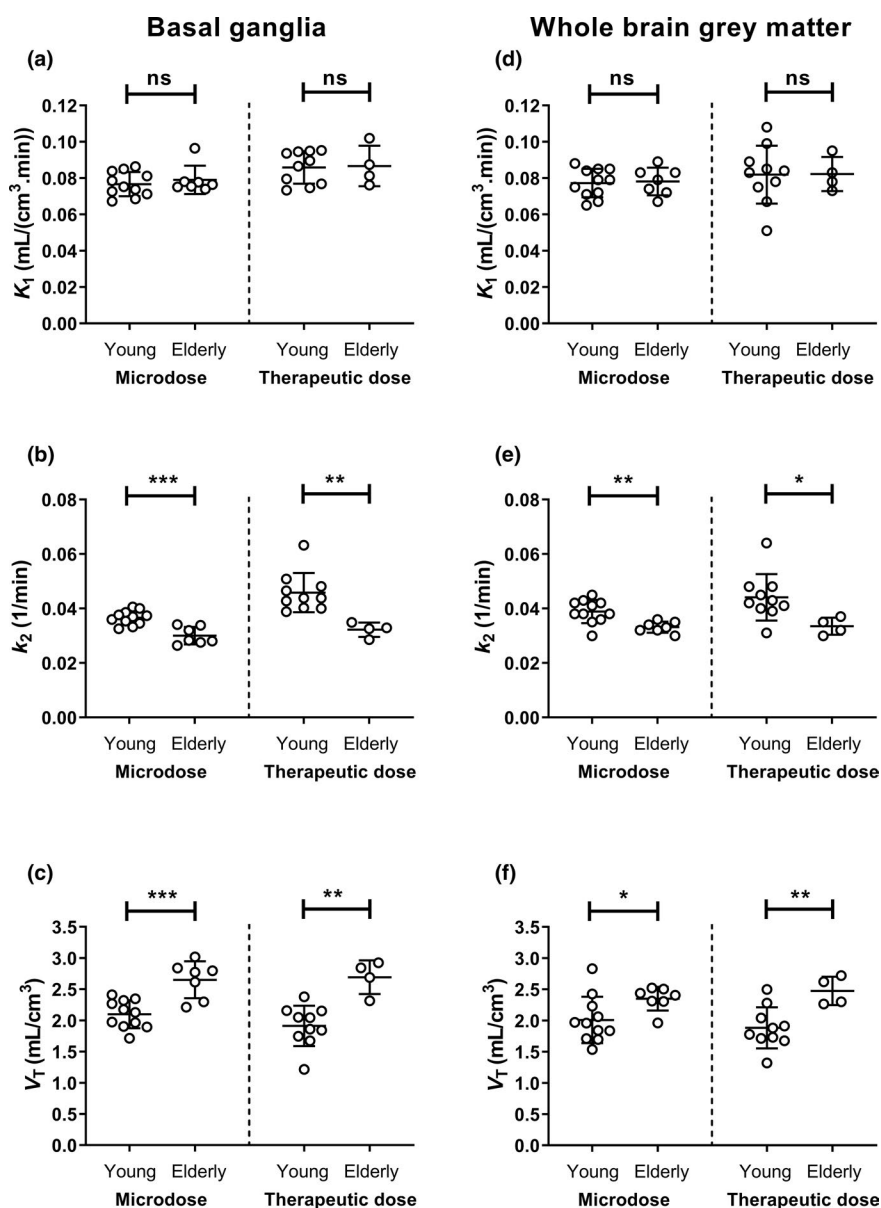 Basal ganglia
Whole brain grey matter
(a)
ns
ns
0.12
0.10
0.08
0.06
0.04
0.02
0.00
K1 (mL/(cm3.min))
Young Elderly Young Elderly
Microdose Therapeutic dose
(d)
ns
ns
0.12
0.10
0.08
0.06
0.04
0.02
0.00
K1 (mL/(cm3.min))
Young Elderly Young Elderly
Microdose Therapeutic dose
(b)
***
**
0.08
0.06
0.04
0.02
0.00
k2 (1/min)
Young Elderly Young Elderly
Microdose Therapeutic dose
(e)
**
*
0.08
0.06
0.04
0.02
0.00
k2 (1/min)
Young Elderly Young Elderly
Microdose Therapeutic dose
(c)
***
**
3.5
3.0
2.5
2.0
1.5
1.0
0.5
0.0
VT (mL/cm3)
Young Elderly Young Elderly
Microdose Therapeutic dose
(f)
*
**
3.5
3.0
2.5
2.0
1.5
1.0
0.5
0.0
VT (mL/cm3)
Young Elderly Young Elderly
Microdose Therapeutic dose